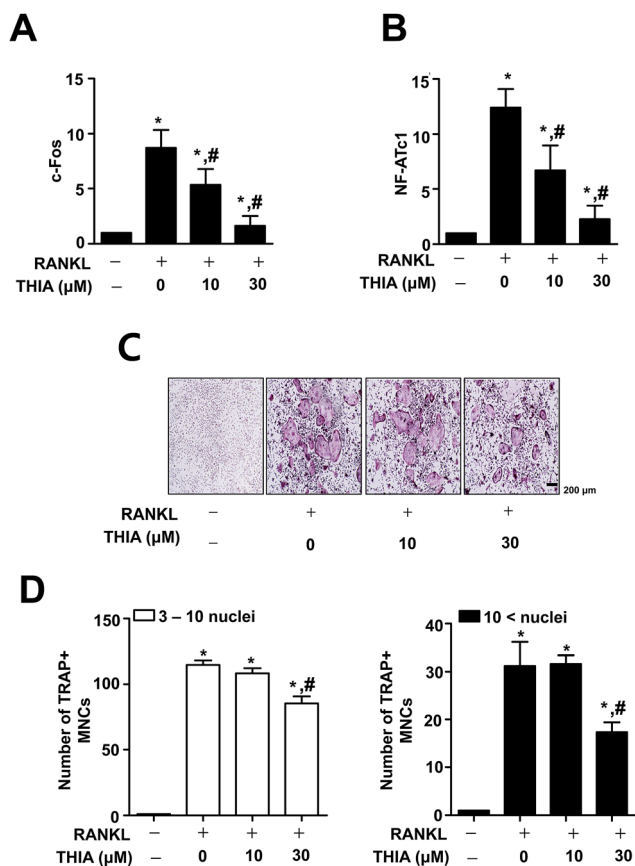 A
15
10
5
0
c-Fos
*
*,#
*,#
RANKL – + + +
THIA (µM) – 0 10 30
B
15
10
5
0
NF-ATc1
*
*,#
*,#
RANKL – + + +
THIA (µM) – 0 10 30
C
200 µm
RANKL – + + +
THIA (µM) – 0 10 30
D
3 – 10 nuclei
150
100
50
0
Number of TRAP+
MNCs
*
*
*,#
RANKL – + + +
THIA (µM) – 0 10 30
10 < nuclei
40
30
20
10
0
Number of TRAP+
MNCs
*
*
*,#
RANKL – + + +
THIA (µM) – 0 10 30